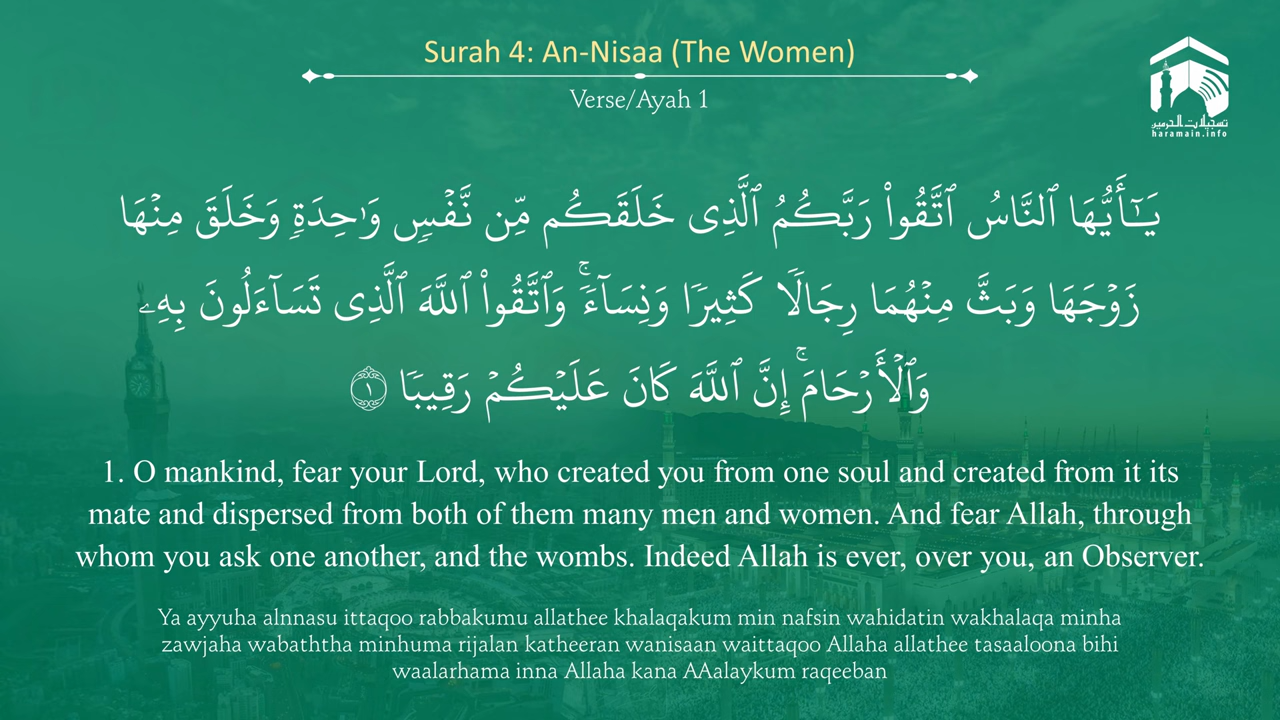 Surah 4: An-Nisaa (The Women)
Verse/Ayah 1
تسجيلات الحرمين
haramain.info
يَـٰٓأَيُّهَا ٱلنَّاسُ ٱتَّقُوا۟ رَبَّكُمُ ٱلَّذِى خَلَقَكُم مِّن نَّفْسٍ وَٰحِدَةٍ وَخَلَقَ مِنْهَا
زَوْجَهَا وَبَثَّ مِنْهُمَا رِجَالًا كَثِيرًا وَنِسَآءً ۚ وَٱتَّقُوا۟ ٱللَّهَ ٱلَّذِى تَسَآءَلُونَ بِهِۦ
وَٱلْأَرْحَامَ ۚ إِنَّ ٱللَّهَ كَانَ عَلَيْكُمْ رَقِيبًا ١
1. O mankind, fear your Lord, who created you from one soul and created from it its
mate and dispersed from both of them many men and women. And fear Allah, through
whom you ask one another, and the wombs. Indeed Allah is ever, over you, an Observer.
Ya ayyuha alnnasu ittaqoo rabbakumu allathee khalaqakum min nafsin wahidatin wakhalaqa minha
zawjaha wabaththa minhuma rijalan katheeran wanisaan waittaqoo Allaha allathee tasaaloona bihi
waalarhama inna Allaha kana AAalaykum raqeeban